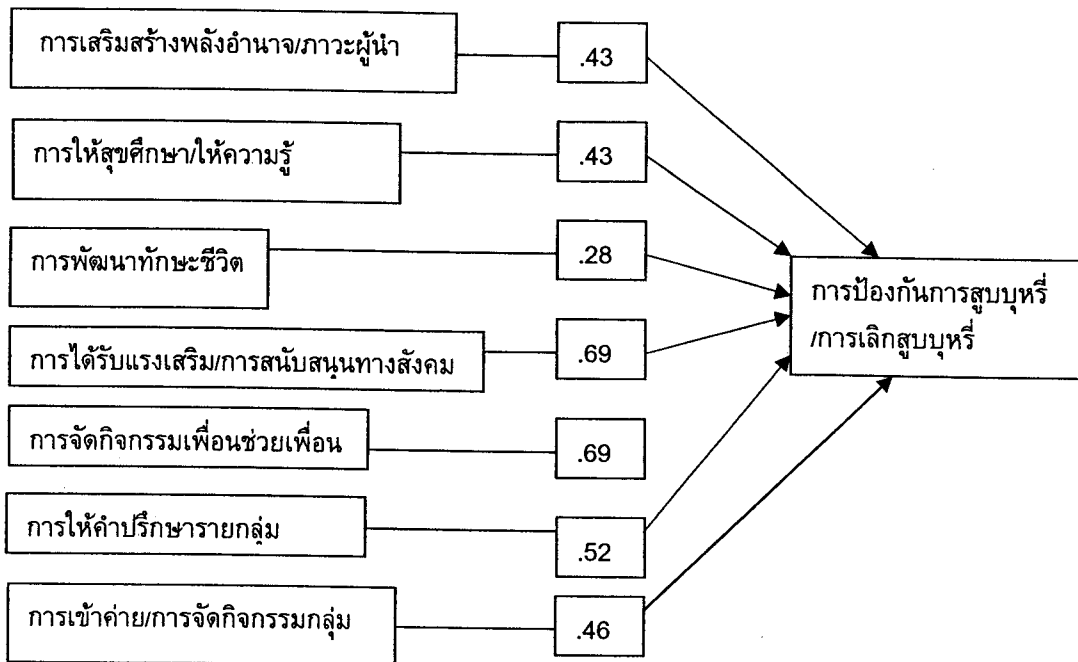 การเสริมสร้างพลังอำนาจ/ภาวะผู้นำ
.43
การให้สุขศึกษา/ให้ความรู้
.43
การพัฒนาทักษะชีวิต
.28
การป้องกันการสูบบุหรี่
/การเลิกสูบบุหรี่
การได้รับแรงเสริม/การสนับสนุนทางสังคม
.69
การจัดกิจกรรมเพื่อนช่วยเพื่อน
.69
การให้คำปรึกษารายกลุ่ม
.52
การเข้าค่าย/การจัดกิจกรรมกลุ่ม
.46